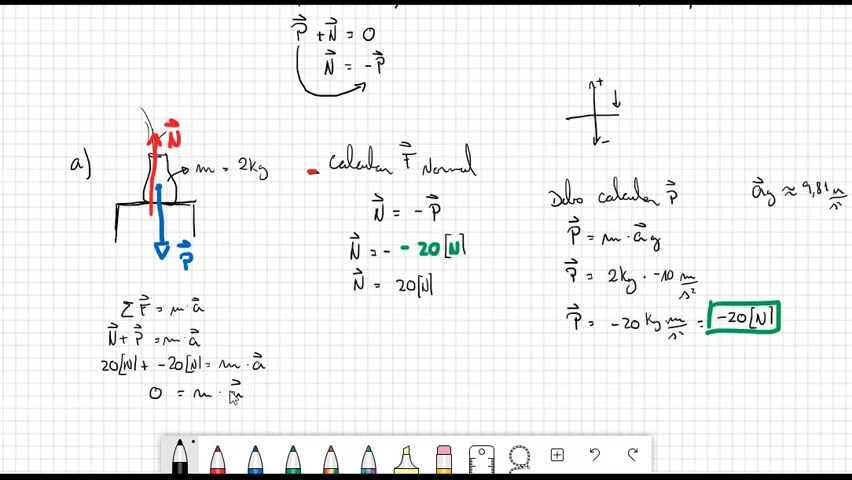 P⃗ + N⃗ = 0
N⃗ = -P⃗
a)
N⃗
m = 2Kg
P⃗
ΣF⃗ = m·a⃗
N⃗ + P⃗ = m·a⃗
20[N] + -20[N] = m·a⃗
0 = m·
- calcular F⃗ Normal
N⃗ = -P⃗
N⃗ = - -20[N]
N⃗ = 20[N]
+
-
Debo calcular P⃗
P⃗ = m·a⃗g
P⃗ = 2Kg · -10 m/s²
P⃗ = -20 Kg m/s² = -20[N]
a⃗g ≈ 9,81 m/s²